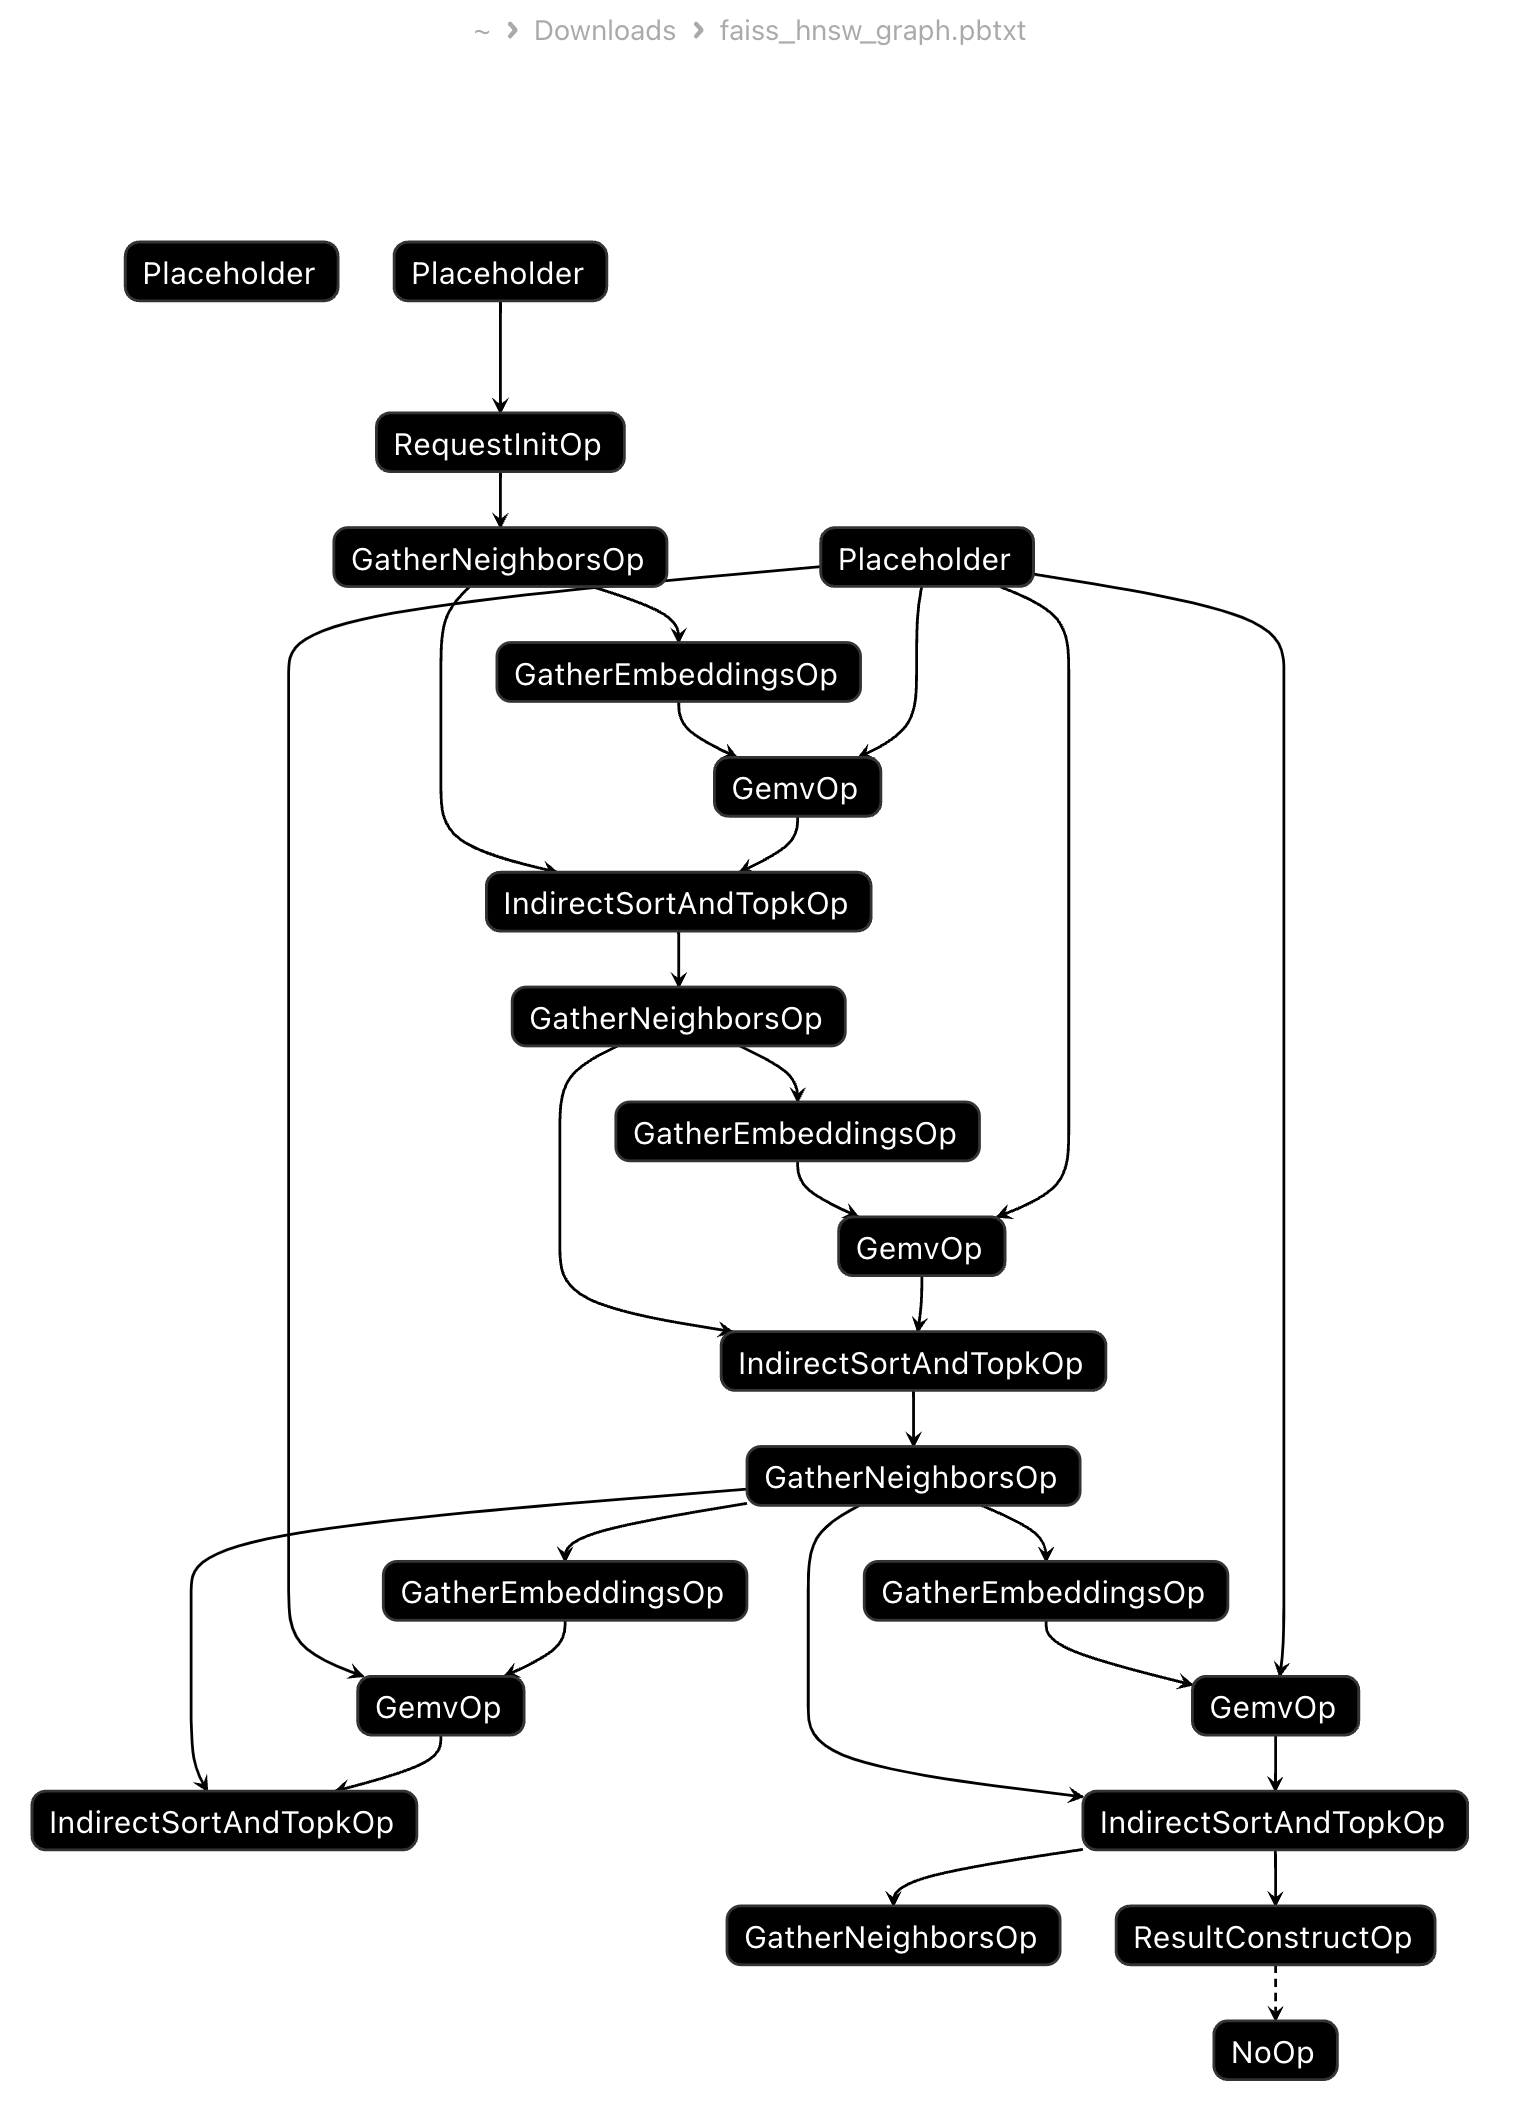 ~ › Downloads › faiss_hnsw_graph.pbtxt
Placeholder
Placeholder
RequestInitOp
GatherNeighborsOp
Placeholder
GatherEmbeddingsOp
GemvOp
IndirectSortAndTopkOp
GatherNeighborsOp
GatherEmbeddingsOp
GemvOp
IndirectSortAndTopkOp
GatherNeighborsOp
GatherEmbeddingsOp
GatherEmbeddingsOp
GemvOp
GemvOp
IndirectSortAndTopkOp
IndirectSortAndTopkOp
GatherNeighborsOp
ResultConstructOp
NoOp